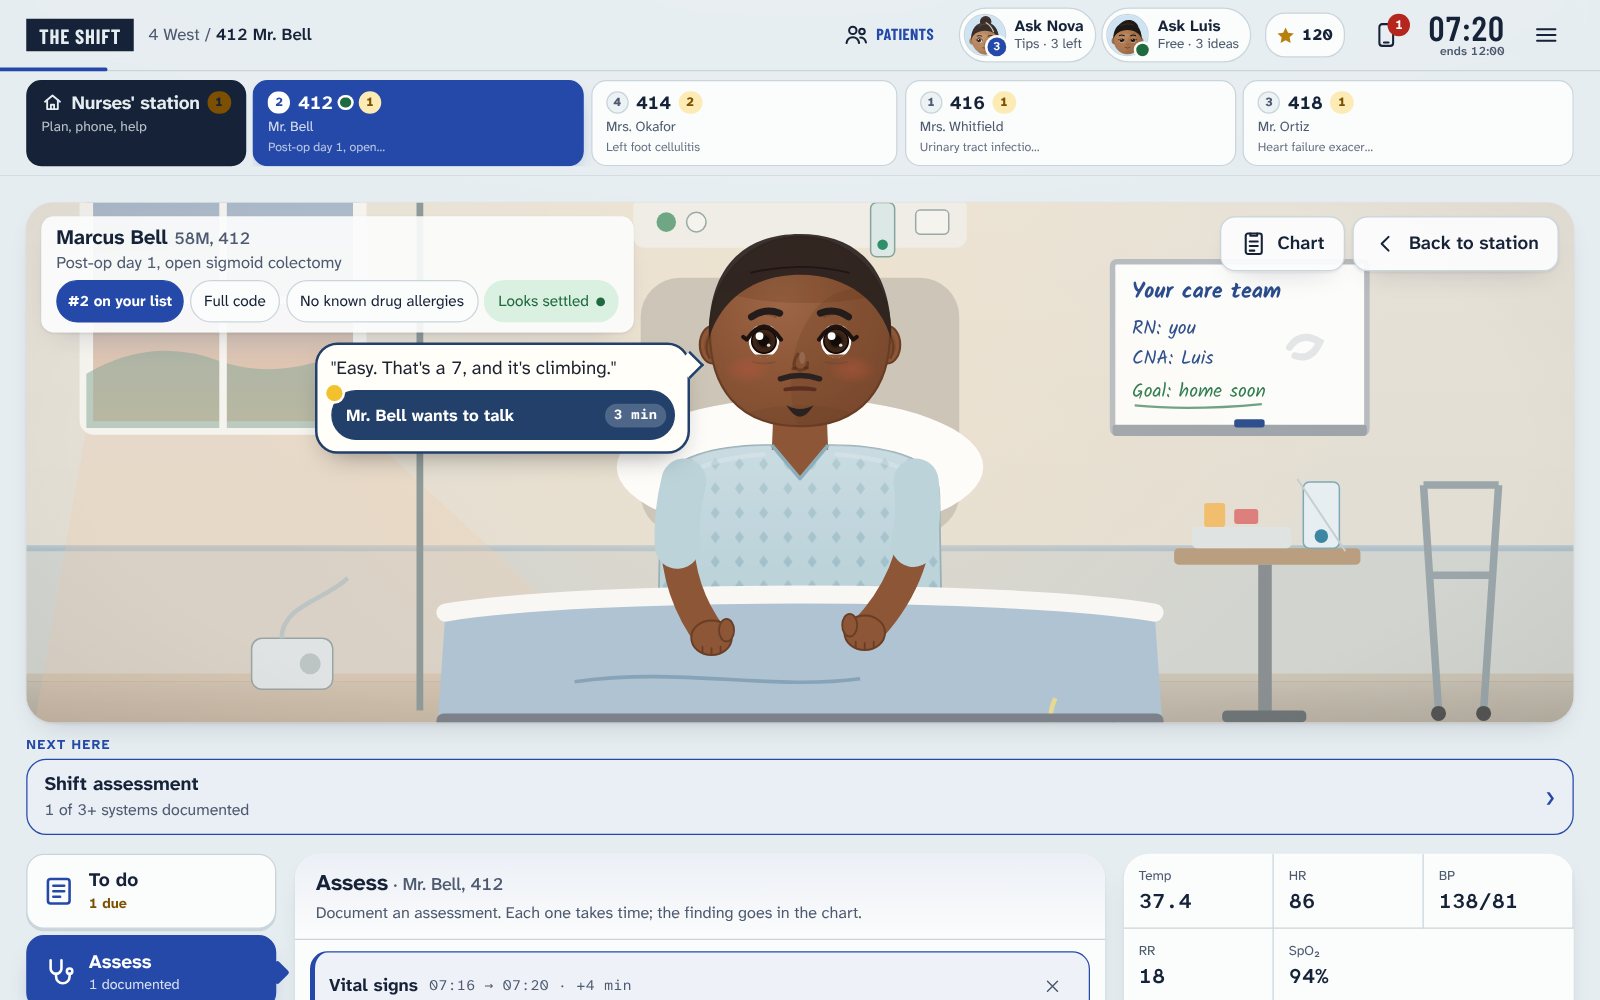 THE SHIFT
4 West / 412 Mr. Bell
PATIENTS
Ask Nova
Tips · 3 left
3
Ask Luis
Free · 3 ideas
120
1
07:20
ends 12:00
Nurses' station 1
Plan, phone, help
2 412 1
Mr. Bell
Post-op day 1, open...
4 414 2
Mrs. Okafor
Left foot cellulitis
1 416 1
Mrs. Whitfield
Urinary tract infectio...
3 418 1
Mr. Ortiz
Heart failure exacer...
Marcus Bell 58M, 412
Post-op day 1, open sigmoid colectomy
#2 on your list
Full code
No known drug allergies
Looks settled
Chart
Back to station
"Easy. That's a 7, and it's climbing."
Mr. Bell wants to talk 3 min
Your care team
RN: you
CNA: Luis
Goal: home soon
NEXT HERE
Shift assessment
1 of 3+ systems documented
To do
1 due
Assess
1 documented
Assess · Mr. Bell, 412
Document an assessment. Each one takes time; the finding goes in the chart.
Vital signs 07:16 → 07:20 · +4 min
Temp
37.4
HR
86
BP
138/81
RR
18
SpO₂
94%